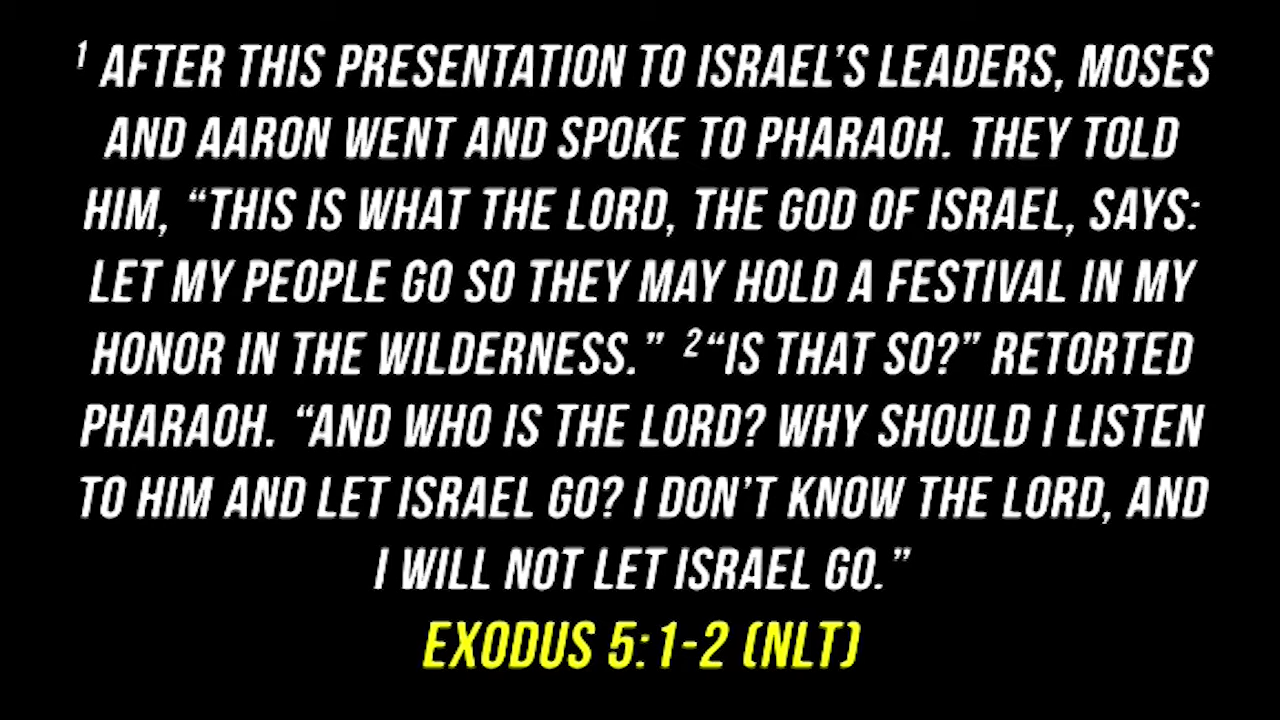 ¹ AFTER THIS PRESENTATION TO ISRAEL’S LEADERS, MOSES
AND AARON WENT AND SPOKE TO PHARAOH. THEY TOLD
HIM, “THIS IS WHAT THE LORD, THE GOD OF ISRAEL, SAYS:
LET MY PEOPLE GO SO THEY MAY HOLD A FESTIVAL IN MY
HONOR IN THE WILDERNESS.” ²“IS THAT SO?” RETORTED
PHARAOH. “AND WHO IS THE LORD? WHY SHOULD I LISTEN
TO HIM AND LET ISRAEL GO? I DON’T KNOW THE LORD, AND
I WILL NOT LET ISRAEL GO.”
EXODUS 5:1-2 (NLT)